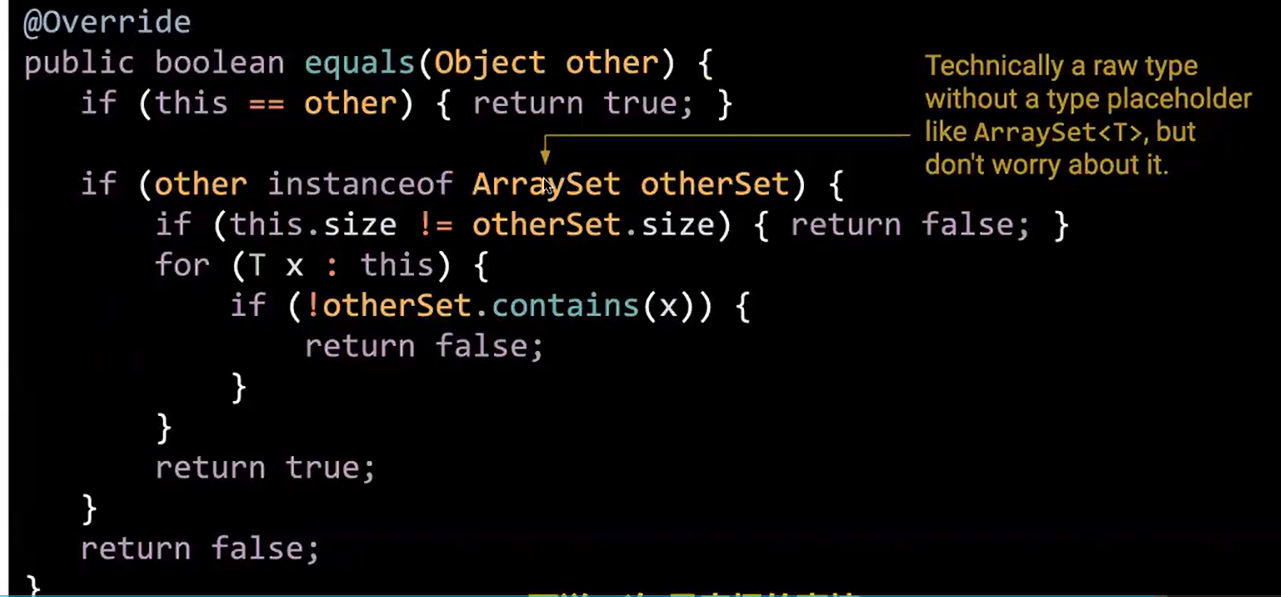 @Override
public boolean equals(Object other) {
if (this == other) { return true; }
Technically a raw type
without a type placeholder
like ArraySet<T>, but
don't worry about it.
if (other instanceof ArraySet otherSet) {
if (this.size != otherSet.size) { return false; }
for (T x : this) {
if (!otherSet.contains(x)) {
return false;
}
}
return true;
}
return false;
}